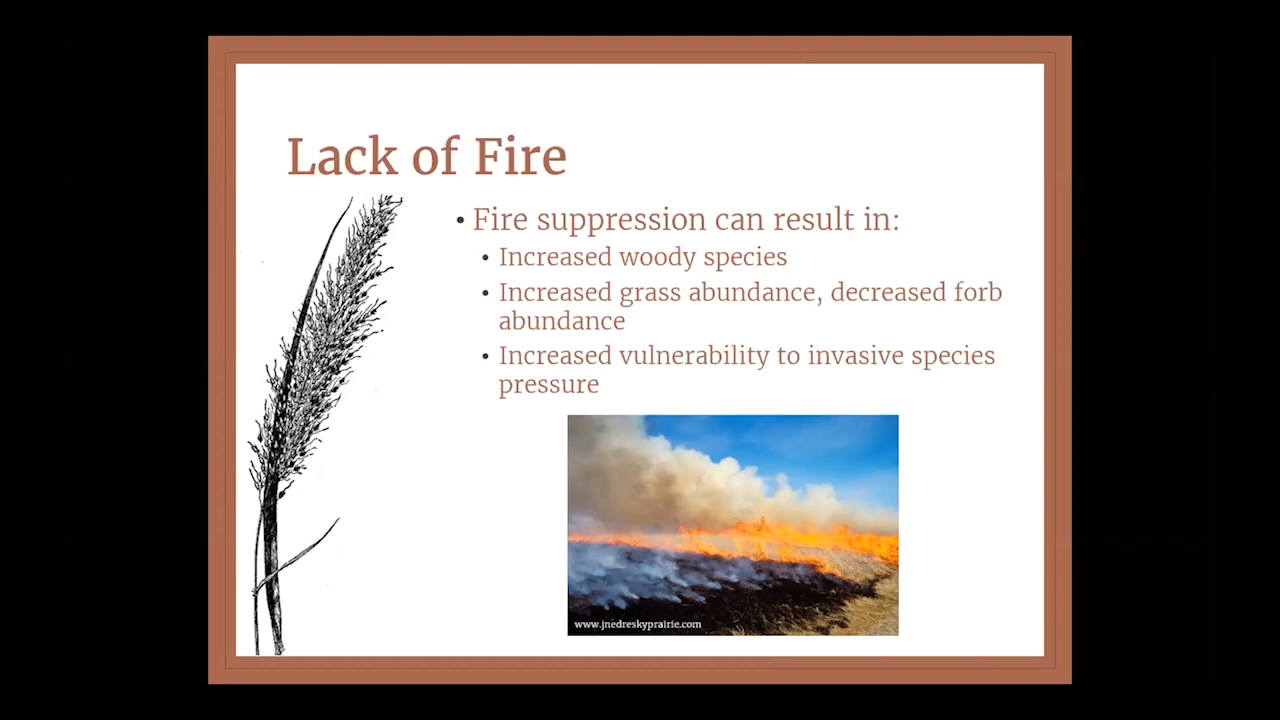 Lack of Fire
• Fire suppression can result in:
• Increased woody species
• Increased grass abundance, decreased forb
abundance
• Increased vulnerability to invasive species
pressure
www.jnedreskyprairie.com